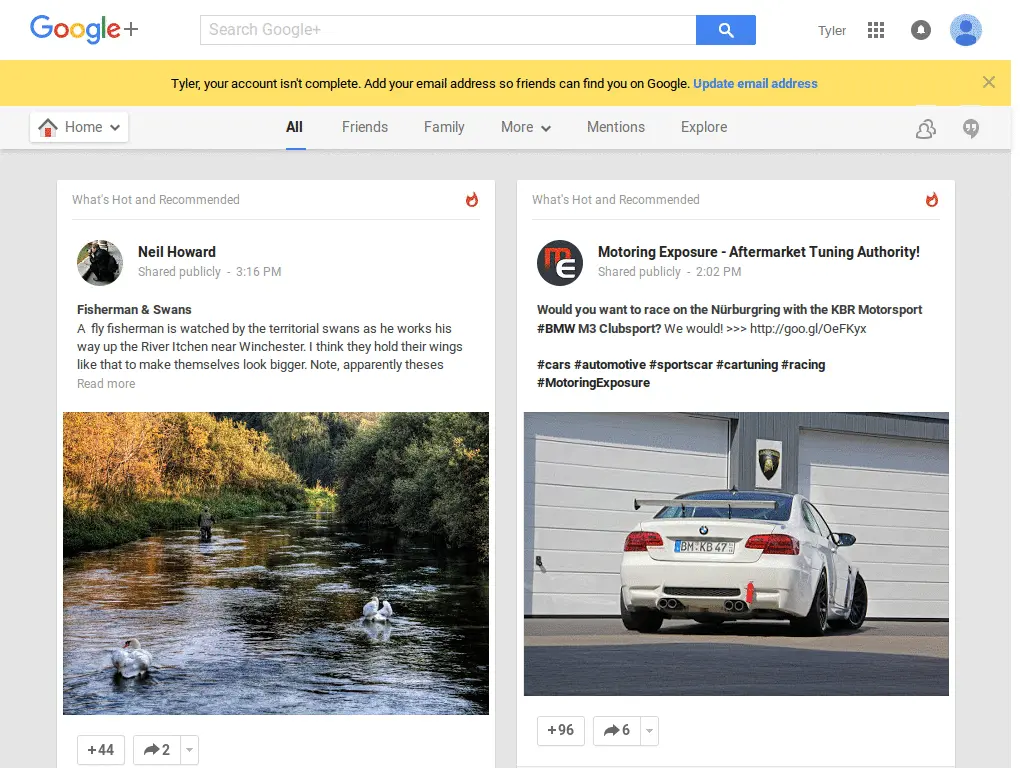 Google+
Search Google+
Tyler
Tyler, your account isn't complete. Add your email address so friends can find you on Google. Update email address
Home
All
Friends
Family
More
Mentions
Explore
What's Hot and Recommended
Neil Howard
Shared publicly - 3:16 PM
Fisherman & Swans
A fly fisherman is watched by the territorial swans as he works his
way up the River Itchen near Winchester. I think they hold their wings
like that to make themselves look bigger. Note, apparently theses
Read more
+44
2
What's Hot and Recommended
Motoring Exposure - Aftermarket Tuning Authority!
Shared publicly - 2:02 PM
Would you want to race on the Nürburgring with the KBR Motorsport
#BMW M3 Clubsport? We would! >>> http://goo.gl/OeFKyx
#cars #automotive #sportscar #cartuning #racing
#MotoringExposure
BM KB 47
+96
6